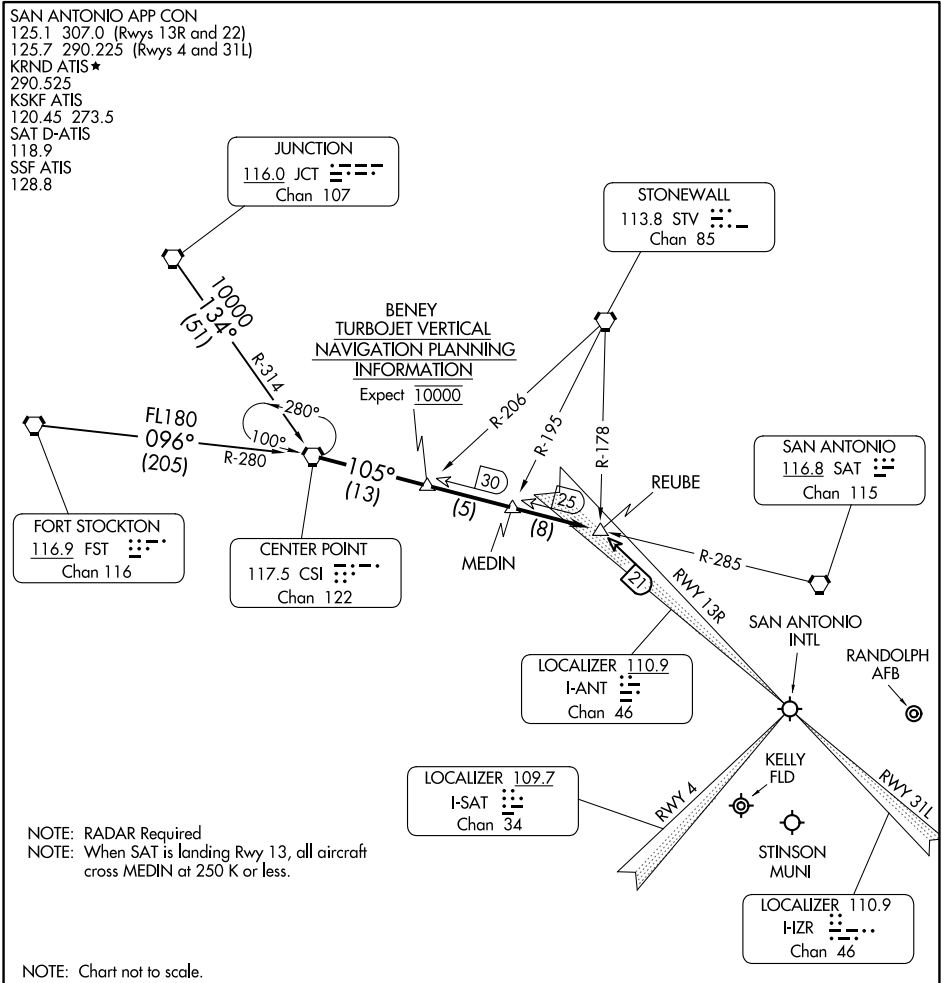 SAN ANTONIO APP CON
125.1 307.0 (Rwys 13R and 22)
125.7 290.225 (Rwys 4 and 31L)
KRND ATIS★
290.525
KSKF ATIS
120.45 273.5
SAT D-ATIS
118.9
SSF ATIS
128.8
JUNCTION
116.0 JCT
Chan 107
STONEWALL
113.8 STV
Chan 85
10000
134°
(51)
R-314
BENEY
TURBOJET VERTICAL
NAVIGATION PLANNING
INFORMATION
Expect 10000
R-206
R-195
R-178
280°
100°
FL180
096°
(205)
R-280
105°
(13)
30
(5)
25
(8)
MEDIN
REUBE
SAN ANTONIO
116.8 SAT
Chan 115
R-285
21
FORT STOCKTON
116.9 FST
Chan 116
CENTER POINT
117.5 CSI
Chan 122
RWY 13R
SAN ANTONIO
INTL
RANDOLPH
AFB
LOCALIZER 110.9
I-ANT
Chan 46
LOCALIZER 109.7
I-SAT
Chan 34
RWY 4
KELLY
FLD
RWY 31L
STINSON
MUNI
LOCALIZER 110.9
I-IZR
Chan 46
NOTE: RADAR Required
NOTE: When SAT is landing Rwy 13, all aircraft
cross MEDIN at 250 K or less.
NOTE: Chart not to scale.